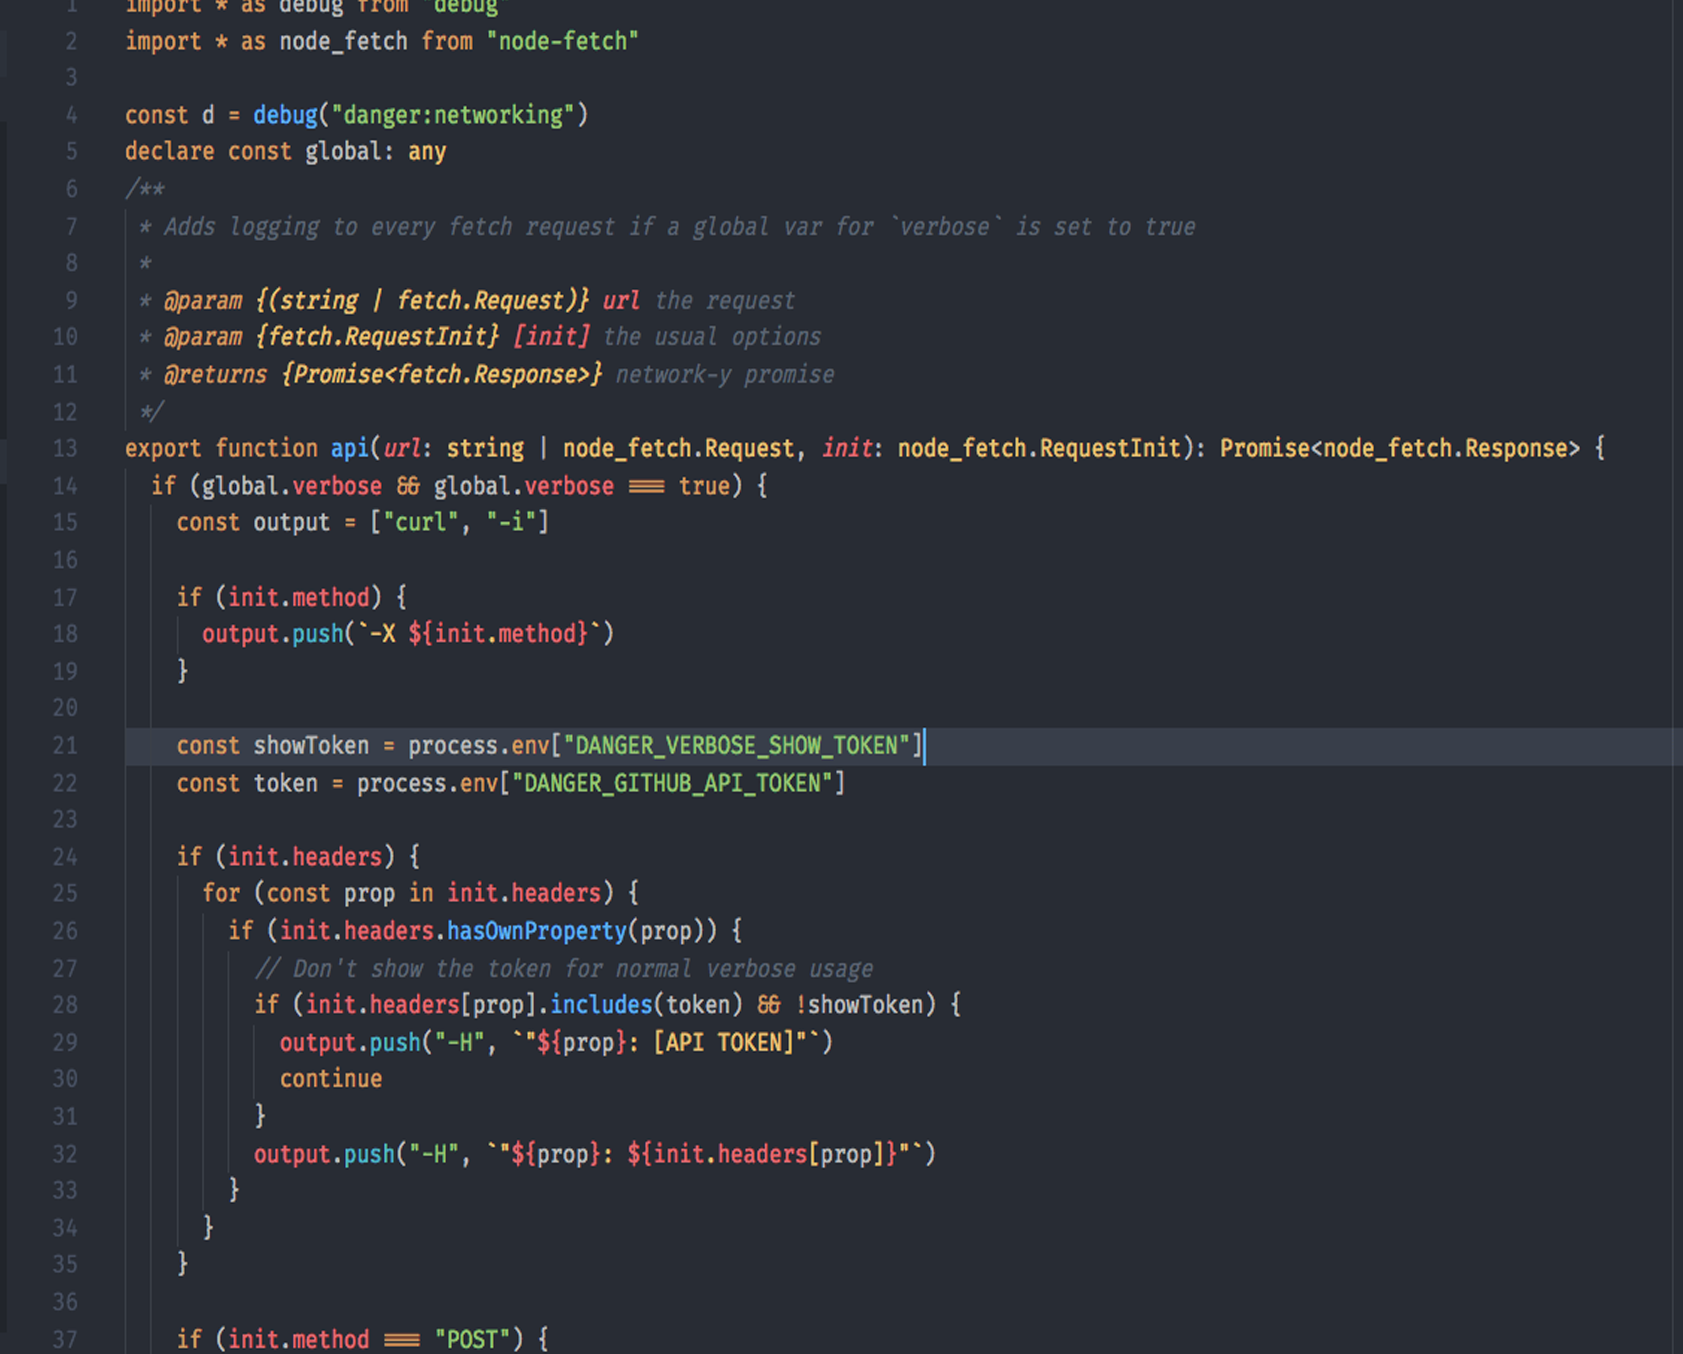 1 import * as debug from "debug"
2 import * as node_fetch from "node-fetch"
3
4 const d = debug("danger:networking")
5 declare const global: any
6 /**
7  * Adds logging to every fetch request if a global var for `verbose` is set to true
8  *
9  * @param {(string | fetch.Request)} url the request
10  * @param {fetch.RequestInit} [init] the usual options
11  * @returns {Promise<fetch.Response>} network-y promise
12  */
13 export function api(url: string | node_fetch.Request, init: node_fetch.RequestInit): Promise<node_fetch.Response> {
14   if (global.verbose && global.verbose === true) {
15     const output = ["curl", "-i"]
16
17     if (init.method) {
18       output.push(`-X ${init.method}`)
19     }
20
21     const showToken = process.env["DANGER_VERBOSE_SHOW_TOKEN"]
22     const token = process.env["DANGER_GITHUB_API_TOKEN"]
23
24     if (init.headers) {
25       for (const prop in init.headers) {
26         if (init.headers.hasOwnProperty(prop)) {
27           // Don't show the token for normal verbose usage
28           if (init.headers[prop].includes(token) && !showToken) {
29             output.push("-H", `"${prop}: [API TOKEN]"`)
30             continue
31           }
32           output.push("-H", `"${prop}: ${init.headers[prop]}"`)
33         }
34       }
35     }
36
37     if (init.method === "POST") {